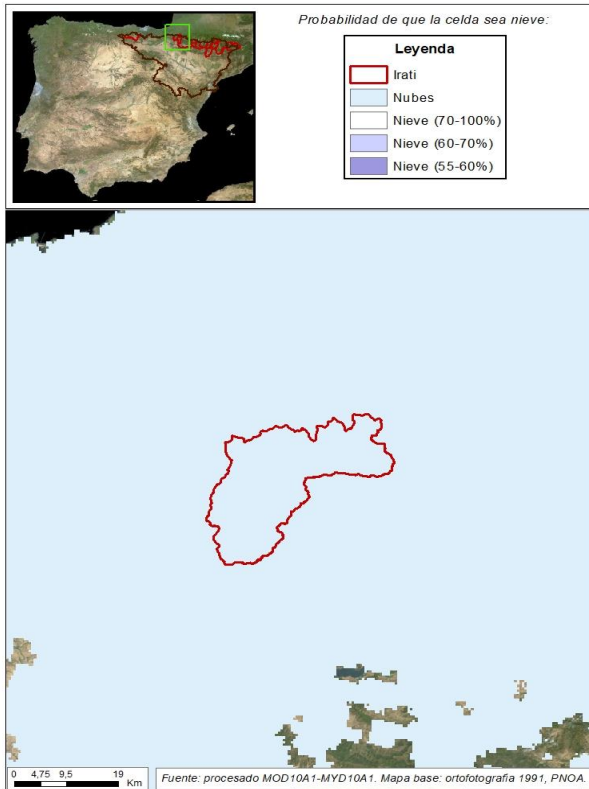 Probabilidad de que la celda sea nieve:
Leyenda
Irati
Nubes
Nieve (70-100%)
Nieve (60-70%)
Nieve (55-60%)
0 4,75 9,5 19
Km
Fuente: procesado MOD10A1-MYD10A1. Mapa base: ortofotografia 1991, PNOA.